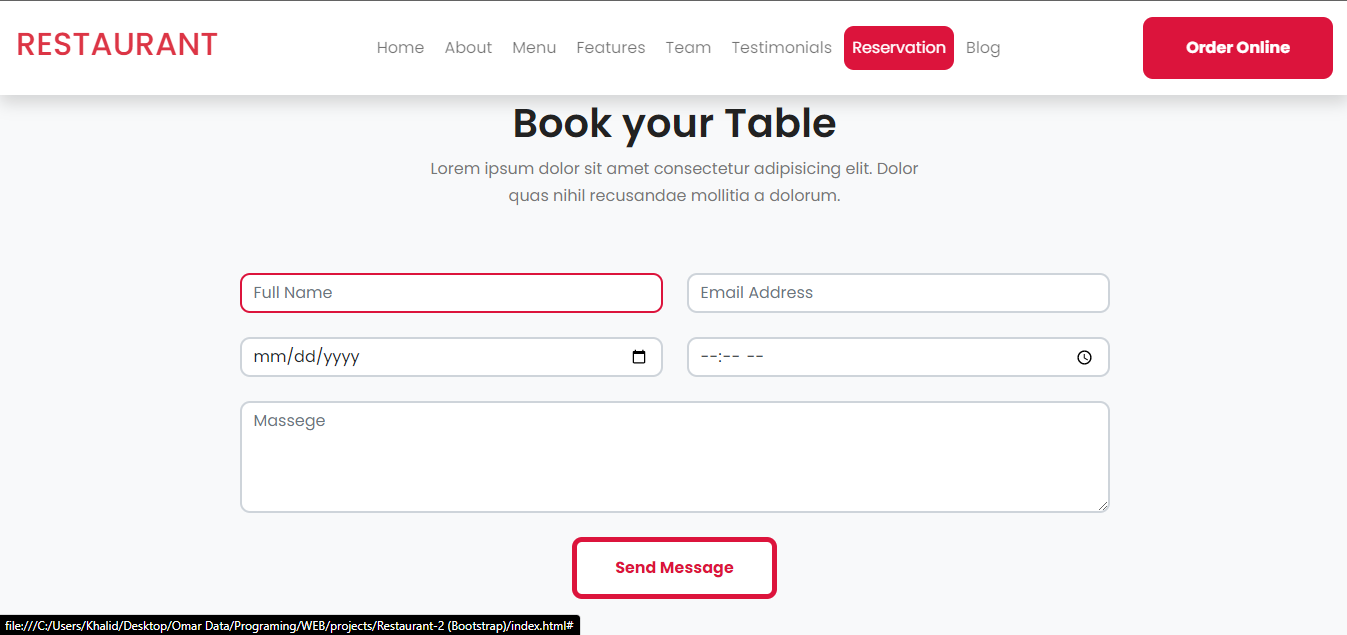 RESTAURANT
Home About Menu Features Team Testimonials Reservation Blog
Order Online
Book your Table
Lorem ipsum dolor sit amet consectetur adipisicing elit. Dolor
quas nihil recusandae mollitia a dolorum.
Full Name
Email Address
mm/dd/yyyy
--:-- --
Massege
Send Message
file:///C:/Users/Khalid/Desktop/Omar Data/Programing/WEB/projects/Restaurant-2 (Bootstrap)/index.html#